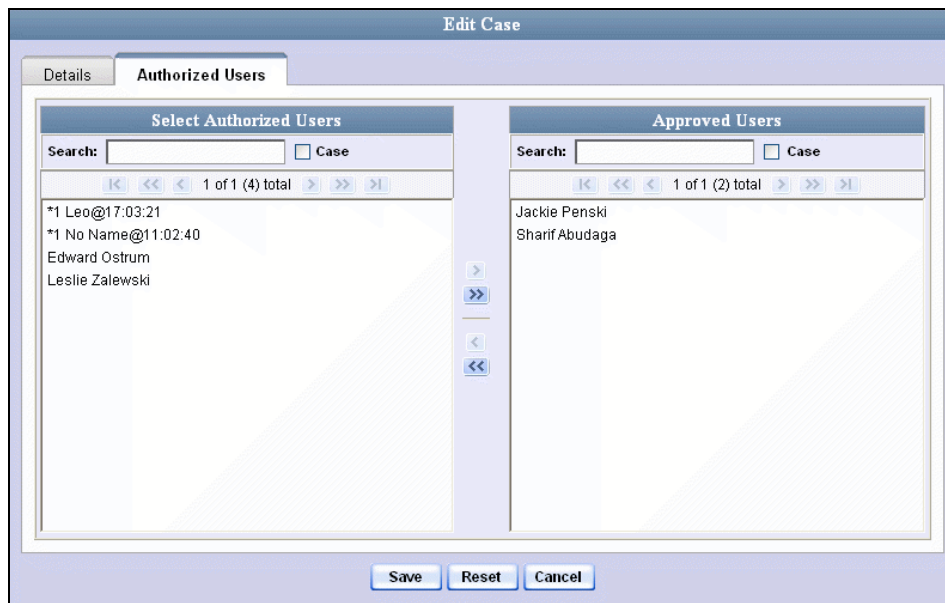 Edit Case
Details
Authorized Users
Select Authorized Users
Search:
Case
|< << < 1 of 1 (4) total > >> >|
*1 Leo@17:03:21
*1 No Name@11:02:40
Edward Ostrum
Leslie Zalewski
>
>>
<
<<
Approved Users
Search:
Case
|< << < 1 of 1 (2) total > >> >|
Jackie Penski
Sharif Abudaga
Save
Reset
Cancel